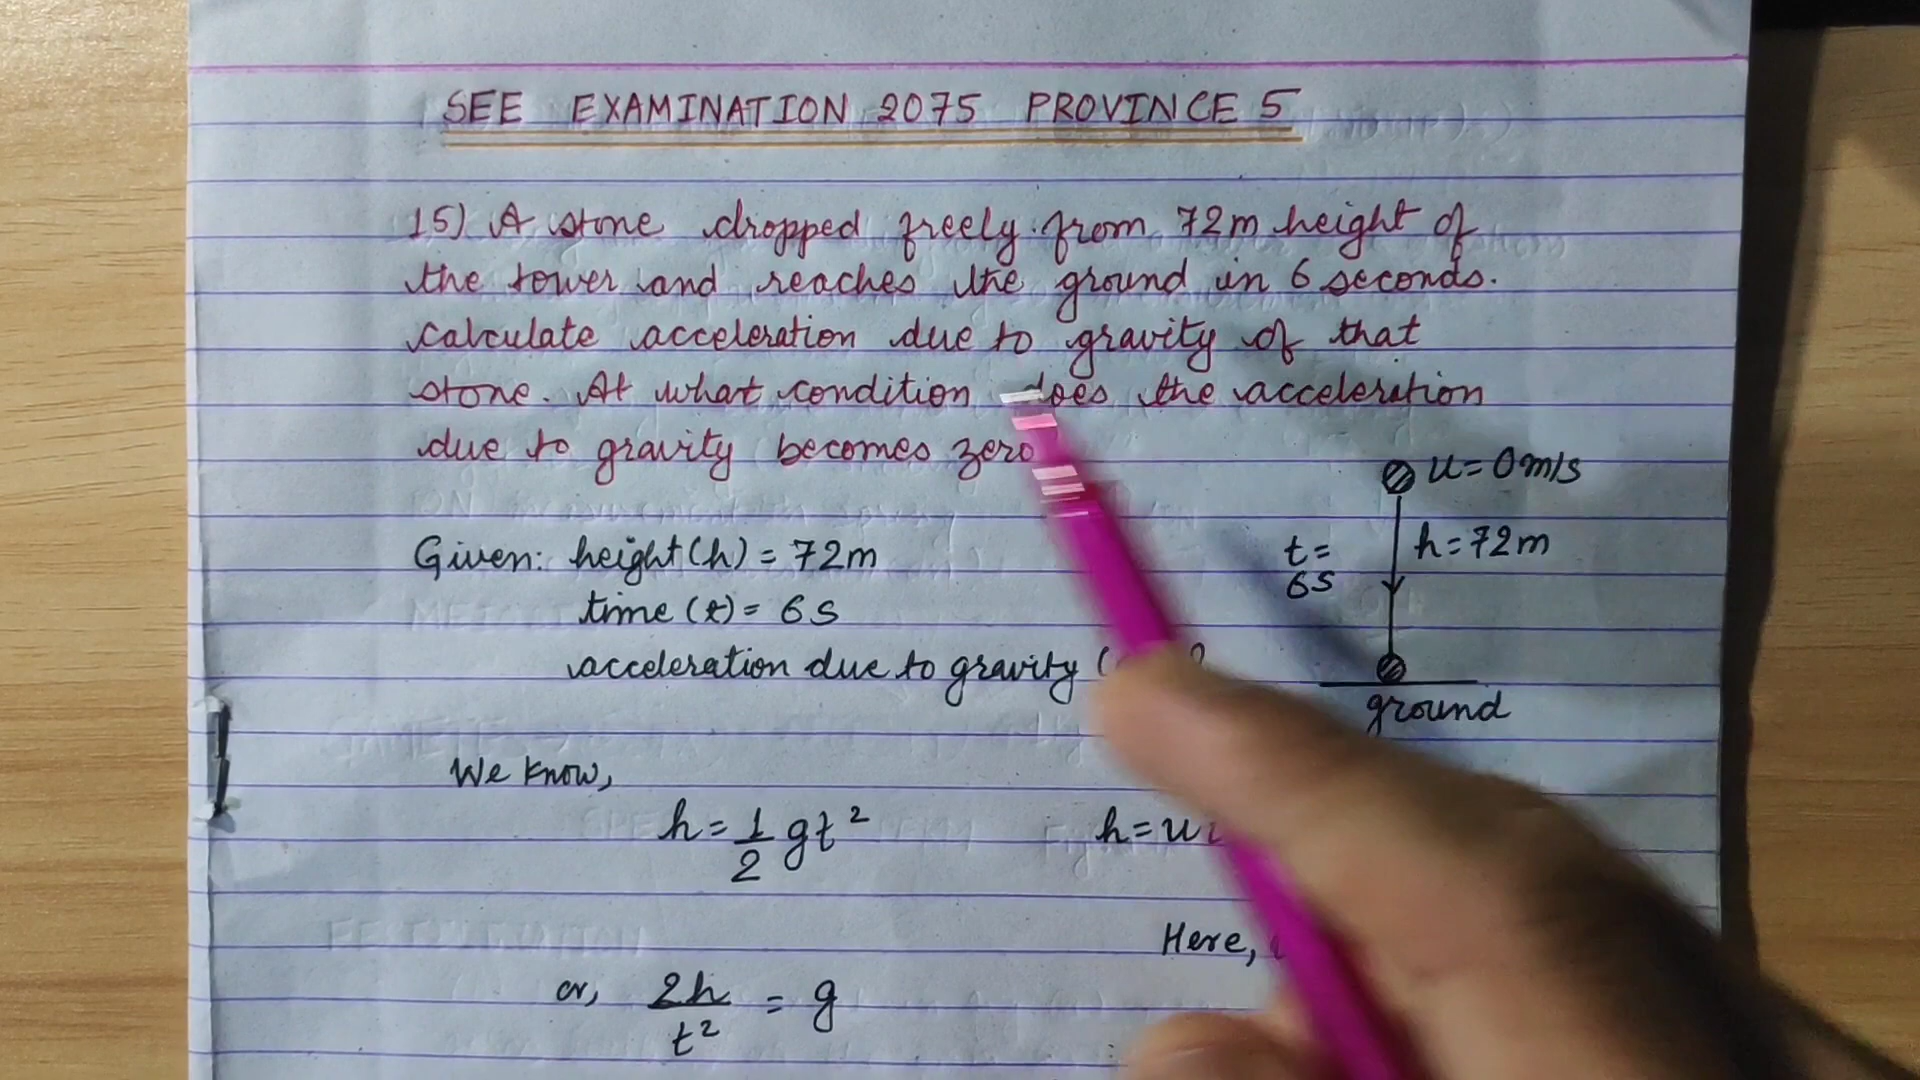 SEE EXAMINATION 2075 PROVINCE 5
15) A stone dropped freely from 72m height of
the tower and reaches the ground in 6 seconds.
calculate acceleration due to gravity of that
stone. At what condition does the acceleration
due to gravity becomes zero
u = 0 m/s
Given: height (h) = 72m
t = 6s
h = 72m
time (t) = 6s
acceleration due to gravity (
ground
We know,
h = 1/2 gt²
h = u
Here,
or, 2h/t² = g